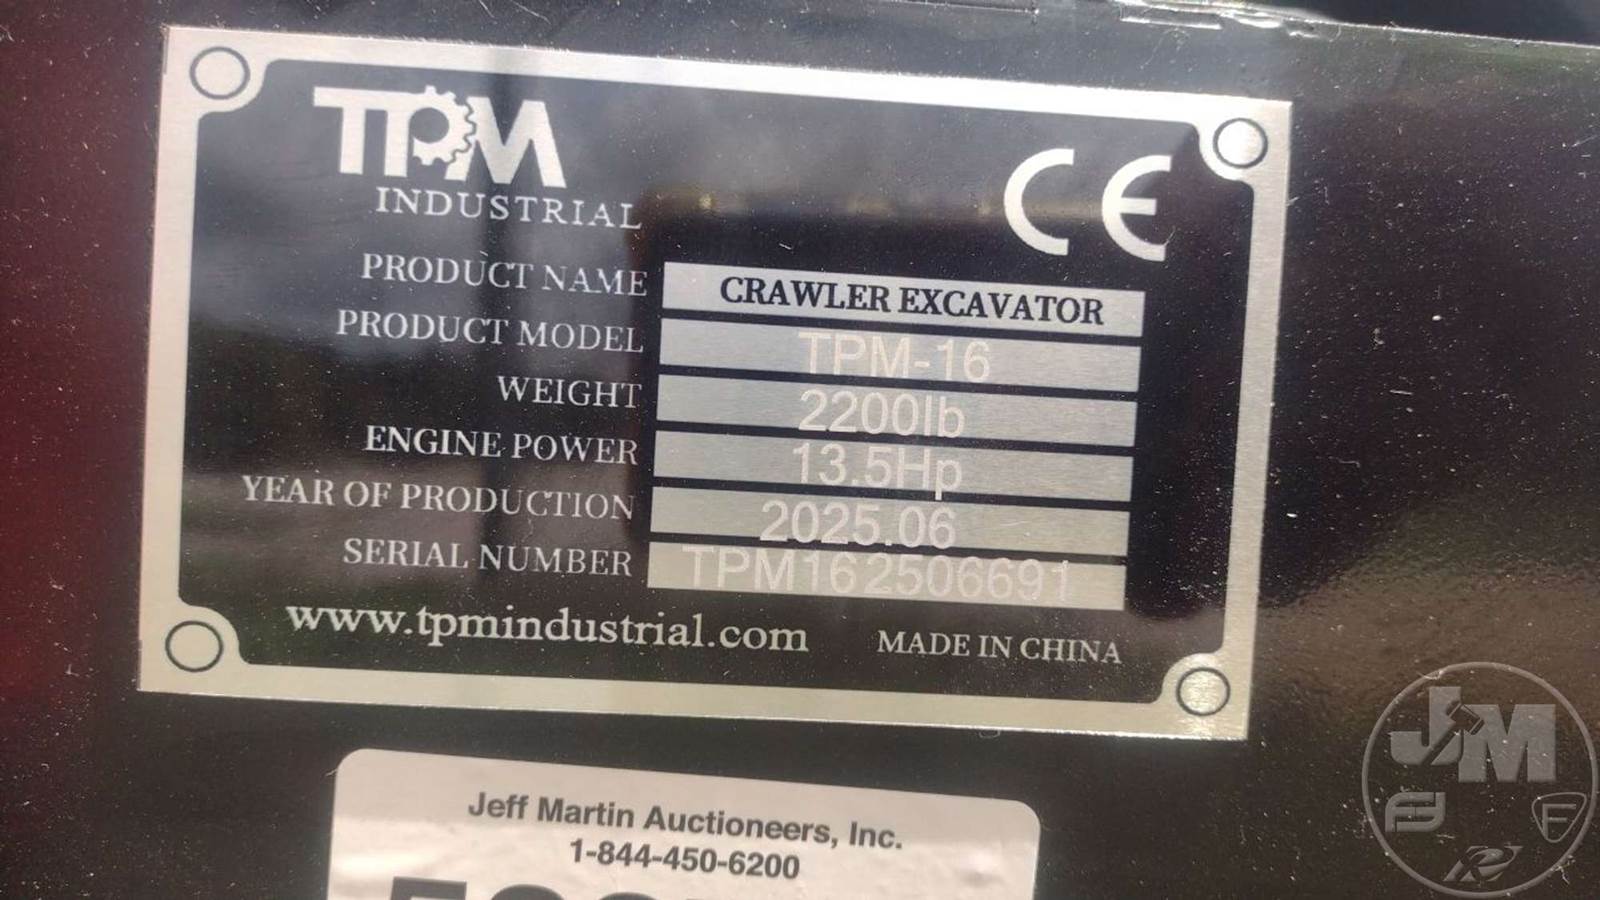 TPM
INDUSTRIAL
CE
PRODUCT NAME CRAWLER EXCAVATOR
PRODUCT MODEL TPM-16
WEIGHT 2200lb
ENGINE POWER 13.5Hp
YEAR OF PRODUCTION 2025.06
SERIAL NUMBER TPM162506691
www.tpmindustrial.com MADE IN CHINA
Jeff Martin Auctioneers, Inc.
1-844-450-6200
JM